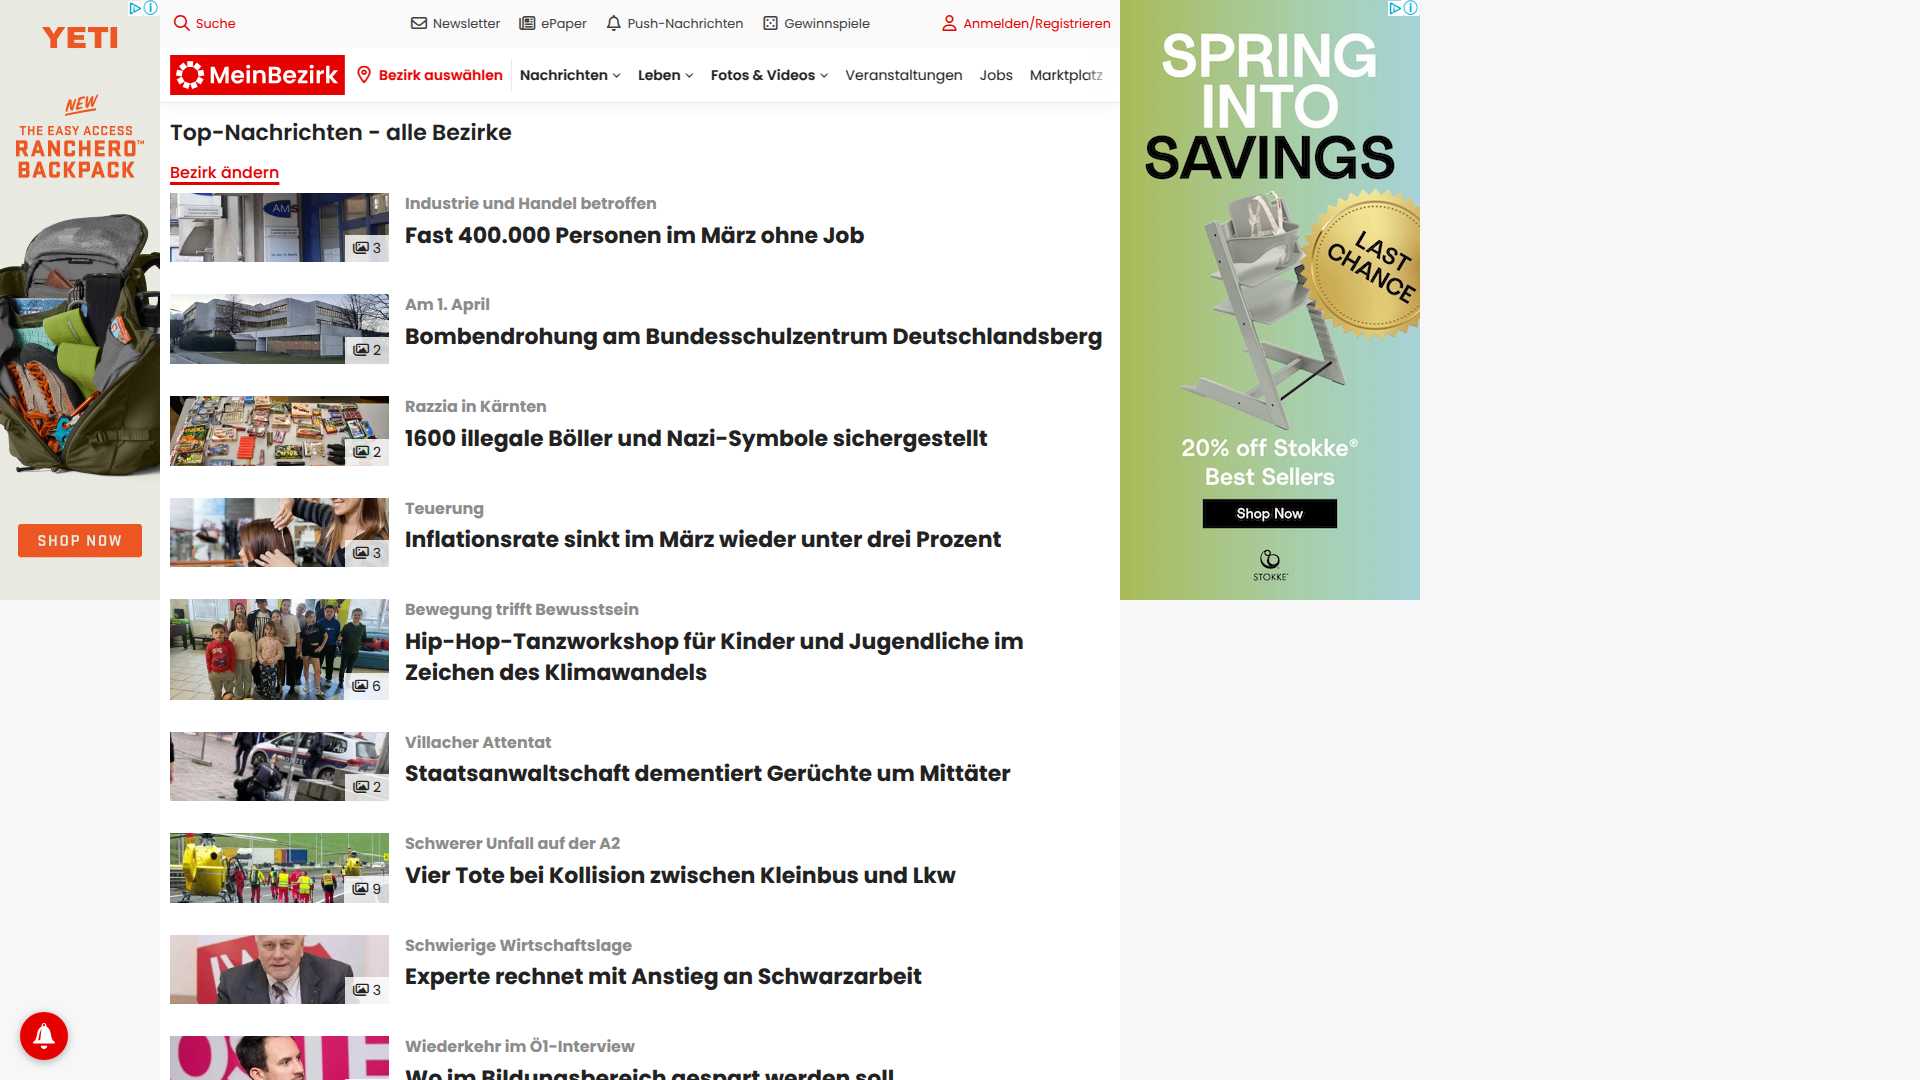 YETI
NEW
THE EASY ACCESS
RANCHERO™
BACKPACK
SHOP NOW
Suche
Newsletter
ePaper
Push-Nachrichten
Gewinnspiele
Anmelden/Registrieren
MeinBezirk
Bezirk auswählen
Nachrichten
Leben
Fotos & Videos
Veranstaltungen
Jobs
Marktplatz
Top-Nachrichten - alle Bezirke
Bezirk ändern
AMS
3
Industrie und Handel betroffen
Fast 400.000 Personen im März ohne Job
2
Am 1. April
Bombendrohung am Bundesschulzentrum Deutschlandsberg
2
Razzia in Kärnten
1600 illegale Böller und Nazi-Symbole sichergestellt
3
Teuerung
Inflationsrate sinkt im März wieder unter drei Prozent
6
Bewegung trifft Bewusstsein
Hip-Hop-Tanzworkshop für Kinder und Jugendliche im
Zeichen des Klimawandels
2
Villacher Attentat
Staatsanwaltschaft dementiert Gerüchte um Mittäter
9
Schwerer Unfall auf der A2
Vier Tote bei Kollision zwischen Kleinbus und Lkw
3
Schwierige Wirtschaftslage
Experte rechnet mit Anstieg an Schwarzarbeit
Wiederkehr im Ö1-Interview
Wo im Bildungsbereich gespart werden soll
SPRING
INTO
SAVINGS
LAST
CHANCE
20% off Stokke®
Best Sellers
Shop Now
STOKKE